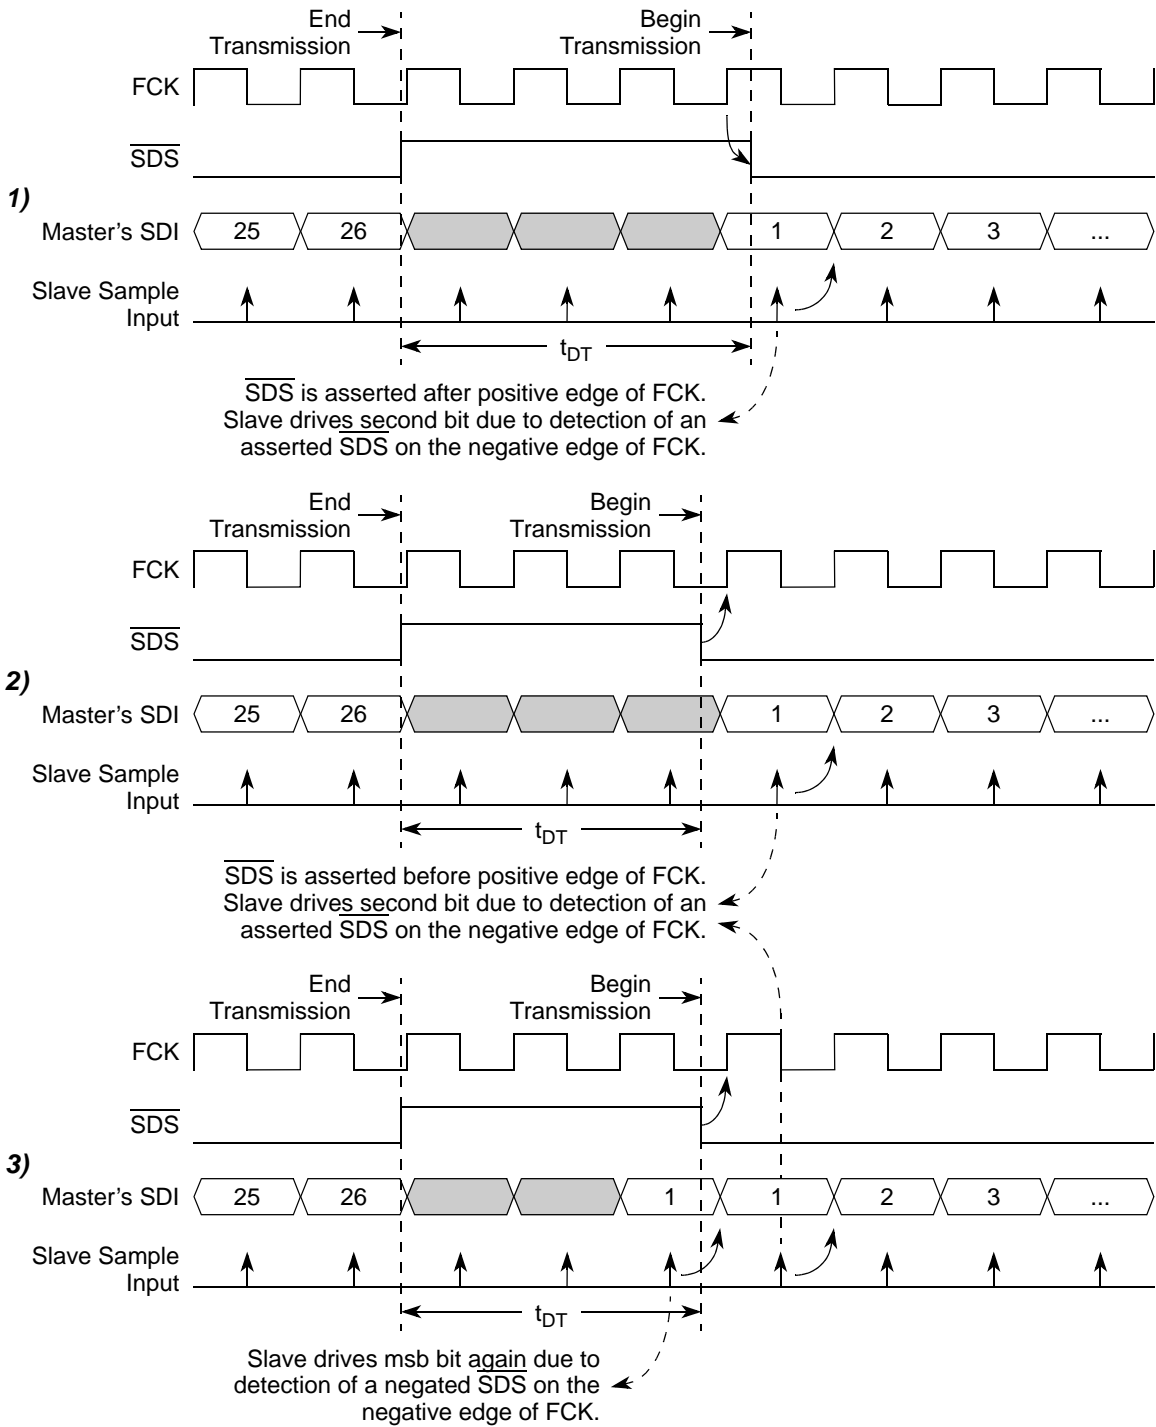 End
Transmission
Begin
Transmission
FCK
SDS
1)
Master's SDI 25 26 1 2 3 ...
Slave Sample
Input
tDT
SDS is asserted after positive edge of FCK.
Slave drives second bit due to detection of an
asserted SDS on the negative edge of FCK.
End
Transmission
Begin
Transmission
FCK
SDS
2)
Master's SDI 25 26 1 2 3 ...
Slave Sample
Input
tDT
SDS is asserted before positive edge of FCK.
Slave drives second bit due to detection of an
asserted SDS on the negative edge of FCK.
End
Transmission
Begin
Transmission
FCK
SDS
3)
Master's SDI 25 26 1 1 2 3 ...
Slave Sample
Input
tDT
Slave drives msb bit again due to
detection of a negated SDS on the
negative edge of FCK.